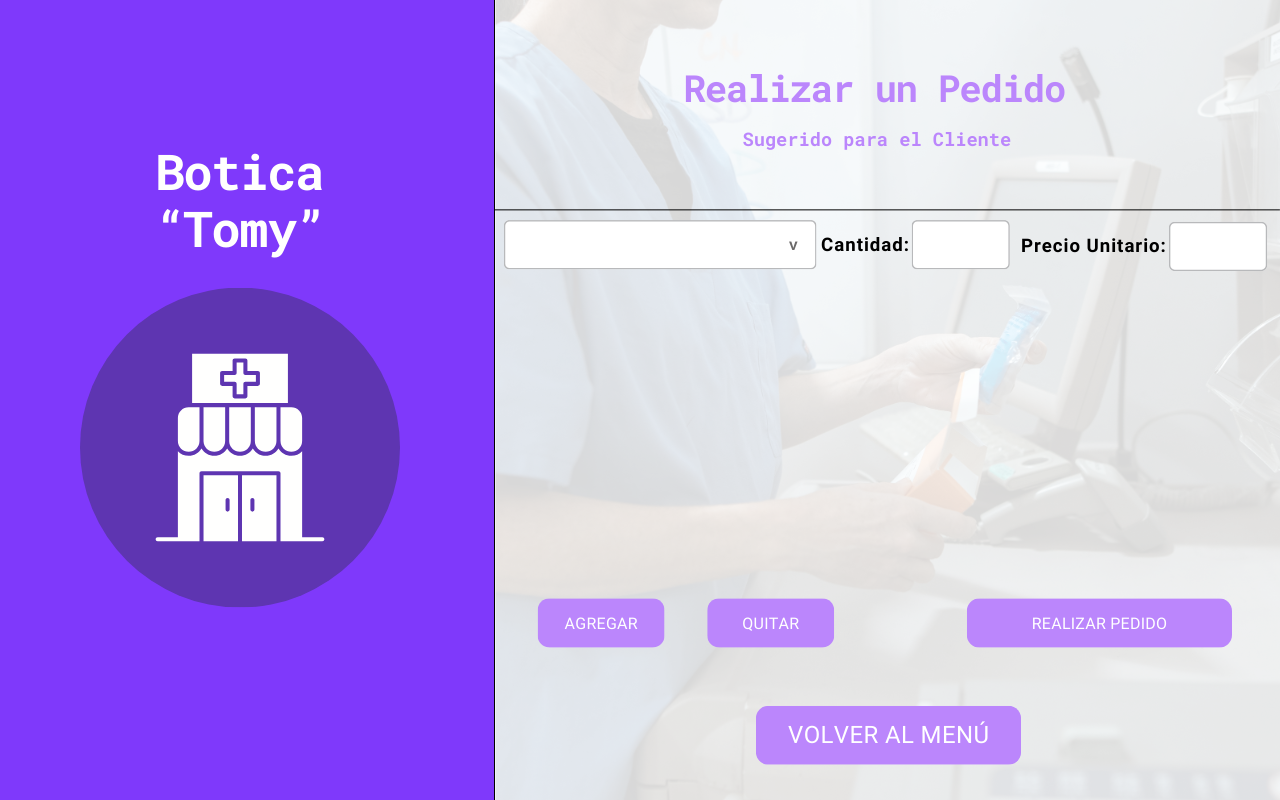 Botica
“Tomy”
Realizar un Pedido
Sugerido para el Cliente
v Cantidad: Precio Unitario:
AGREGAR QUITAR REALIZAR PEDIDO
VOLVER AL MENÚ